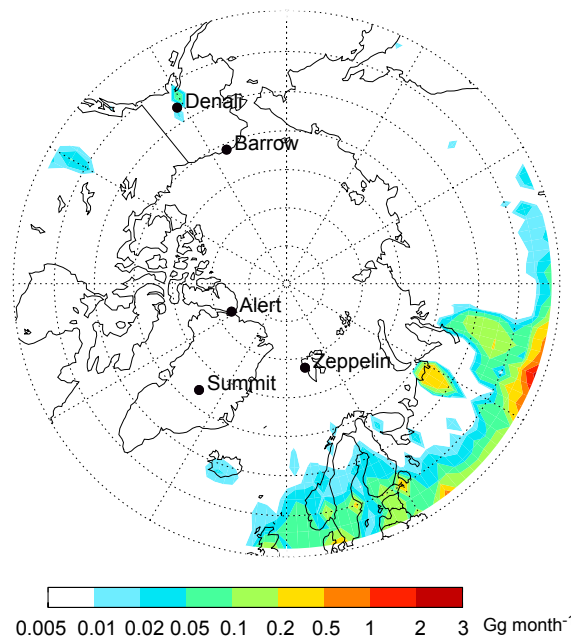 Denali
Barrow
Alert
Zeppelin
Summit
0.005 0.01 0.02 0.05 0.1 0.2 0.5 1 2 3 Gg month⁻¹